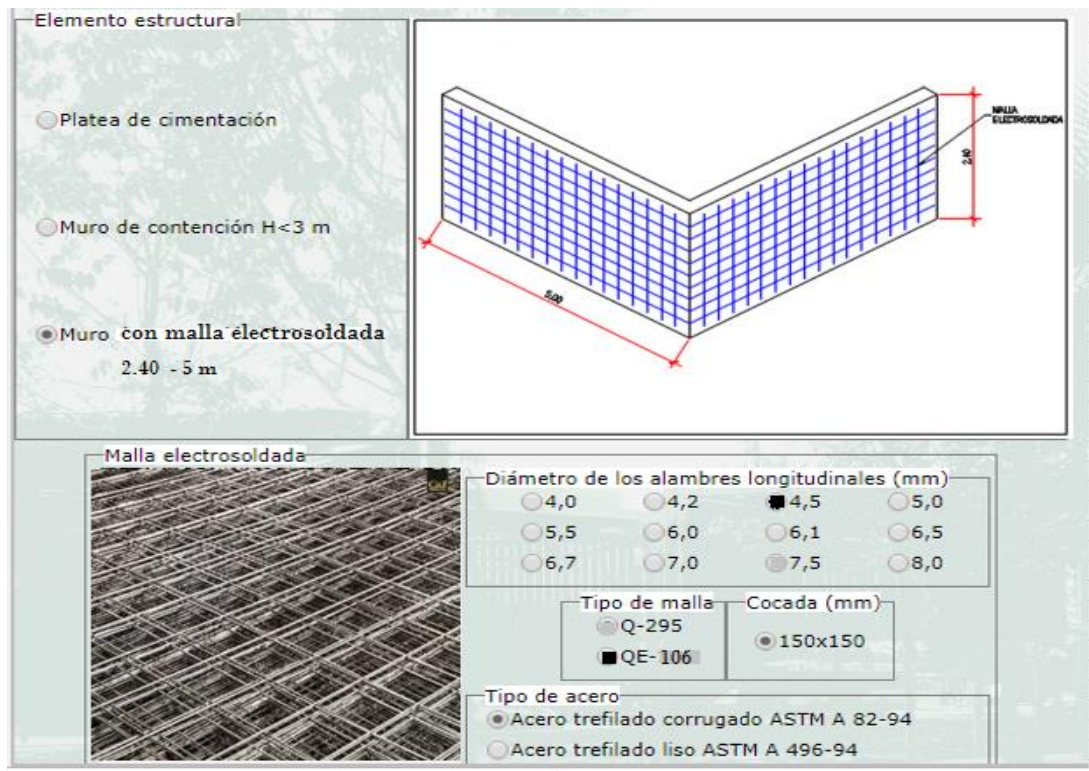 Elemento estructural
Platea de cimentación
Muro de contención H<3 m
Muro con malla electrosoldada
2.40 - 5 m
MALLA
ELECTROSOLDADA
2,40
5,00
Malla electrosoldada
Diámetro de los alambres longitudinales (mm)
4,0 4,2 4,5 5,0
5,5 6,0 6,1 6,5
6,7 7,0 7,5 8,0
Tipo de malla
Q-295
QE-106
Cocada (mm)
150x150
Tipo de acero
Acero trefilado corrugado ASTM A 82-94
Acero trefilado liso ASTM A 496-94